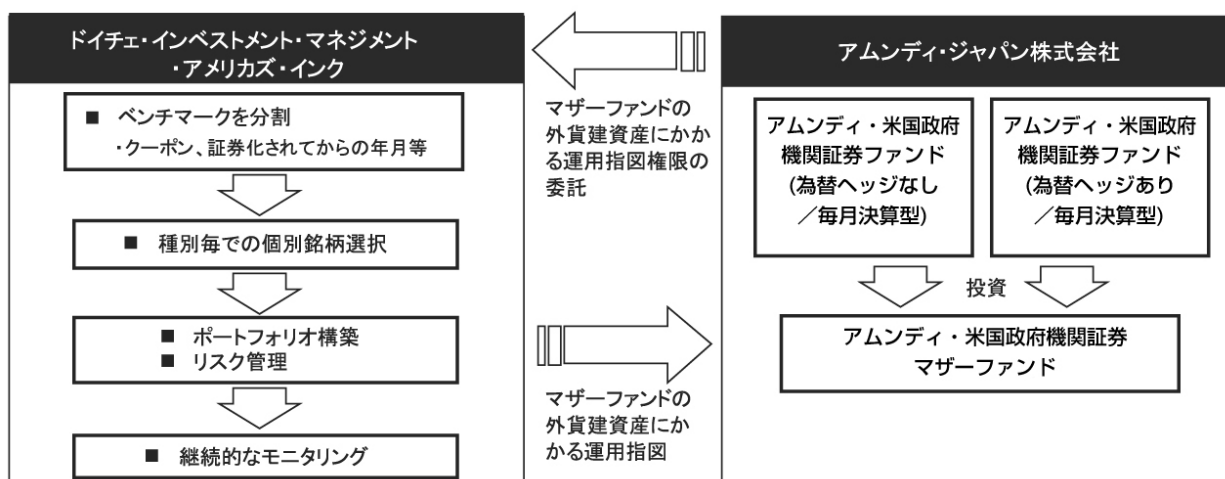 ドイチェ・インベストメント・マネジメント
・アメリカズ・インク
■ ベンチマークを分割
・クーポン、証券化されてからの年月等
■ 種別毎での個別銘柄選択
■ ポートフォリオ構築
■ リスク管理
■ 継続的なモニタリング
マザーファンドの
外貨建資産にかか
る運用指図権限の
委託
マザーファンドの
外貨建資産にか
かる運用指図
アムンディ・ジャパン株式会社
アムンディ・米国政府
機関証券ファンド
(為替ヘッジなし
／毎月決算型)
アムンディ・米国政府
機関証券ファンド
(為替ヘッジあり
／毎月決算型)
投資
アムンディ・米国政府機関証券
マザーファンド